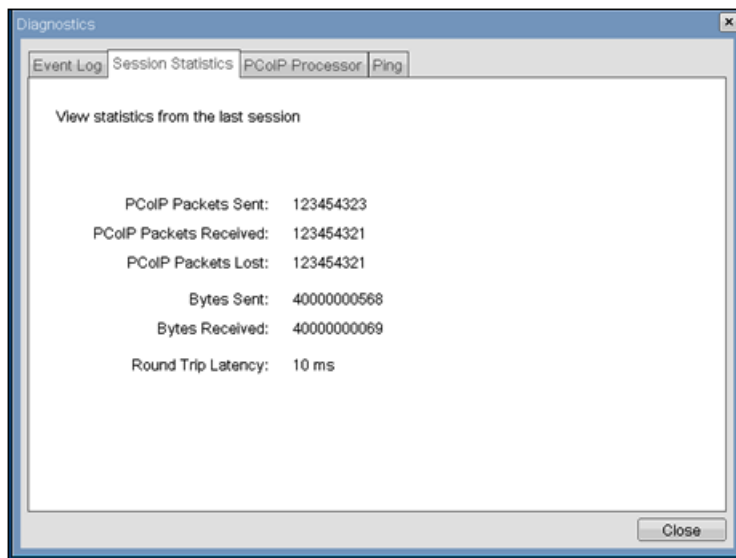 Diagnostics
Event Log Session Statistics PCoIP Processor Ping
View statistics from the last session
PCoIP Packets Sent: 123454323
PCoIP Packets Received: 123454321
PCoIP Packets Lost: 123454321
Bytes Sent: 40000000568
Bytes Received: 40000000069
Round Trip Latency: 10 ms
Close